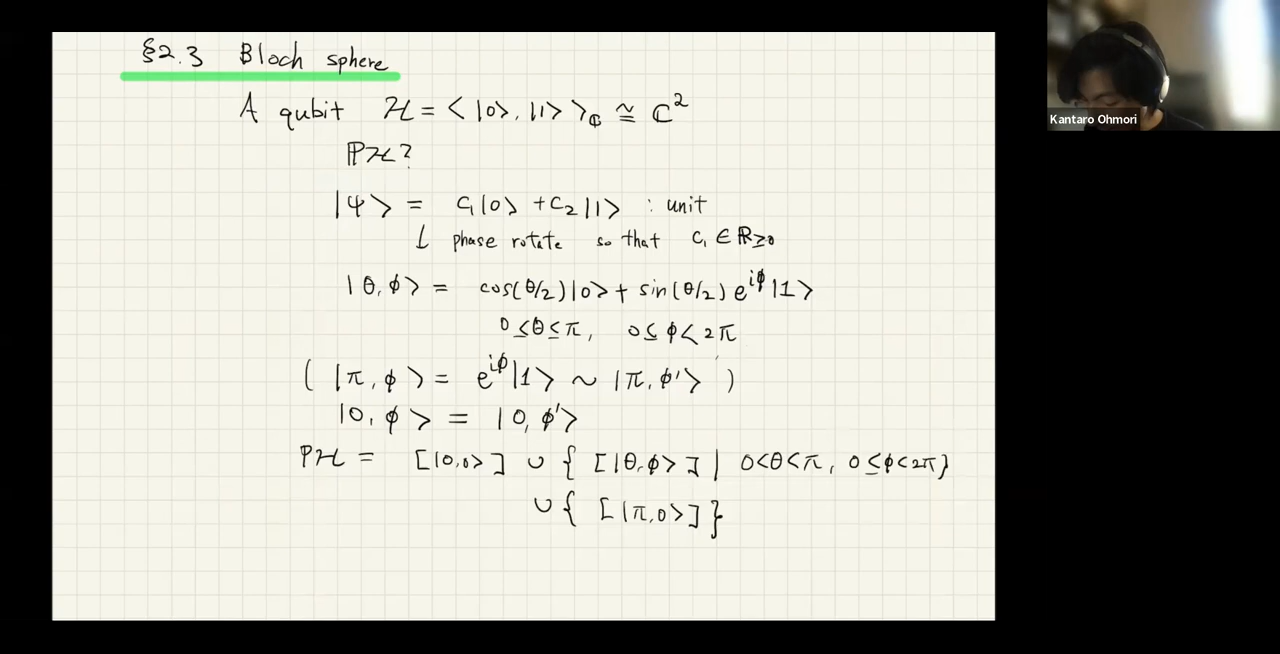 §2.3 Bloch sphere
A qubit ℋ = < |0>, |1> >_ℂ ≅ ℂ²
ℙℋ?
|ψ> = c₁|0> + c₂|1> : unit
↓ phase rotate so that c₁ ∈ ℝ≥0
|θ, φ> = cos(θ/2)|0> + sin(θ/2) e^{iφ}|1>
0 ≤ θ ≤ π, 0 ≤ φ < 2π
( |π, φ> = e^{iφ}|1> ~ |π, φ'> )
|0, φ> = |0, φ'>
ℙℋ = [|0,0>] ∪ { [|θ,φ>] | 0<θ<π, 0≤φ<2π}
∪ { [|π,0>] }
Kantaro Ohmori